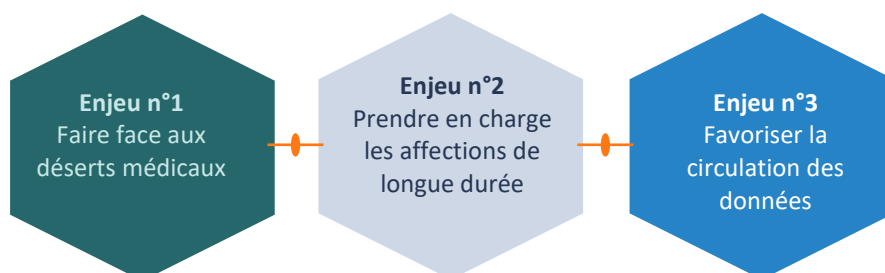 Enjeu n°1
Faire face aux
déserts médicaux
Enjeu n°2
Prendre en charge
les affections de
longue durée
Enjeu n°3
Favoriser la
circulation des
données